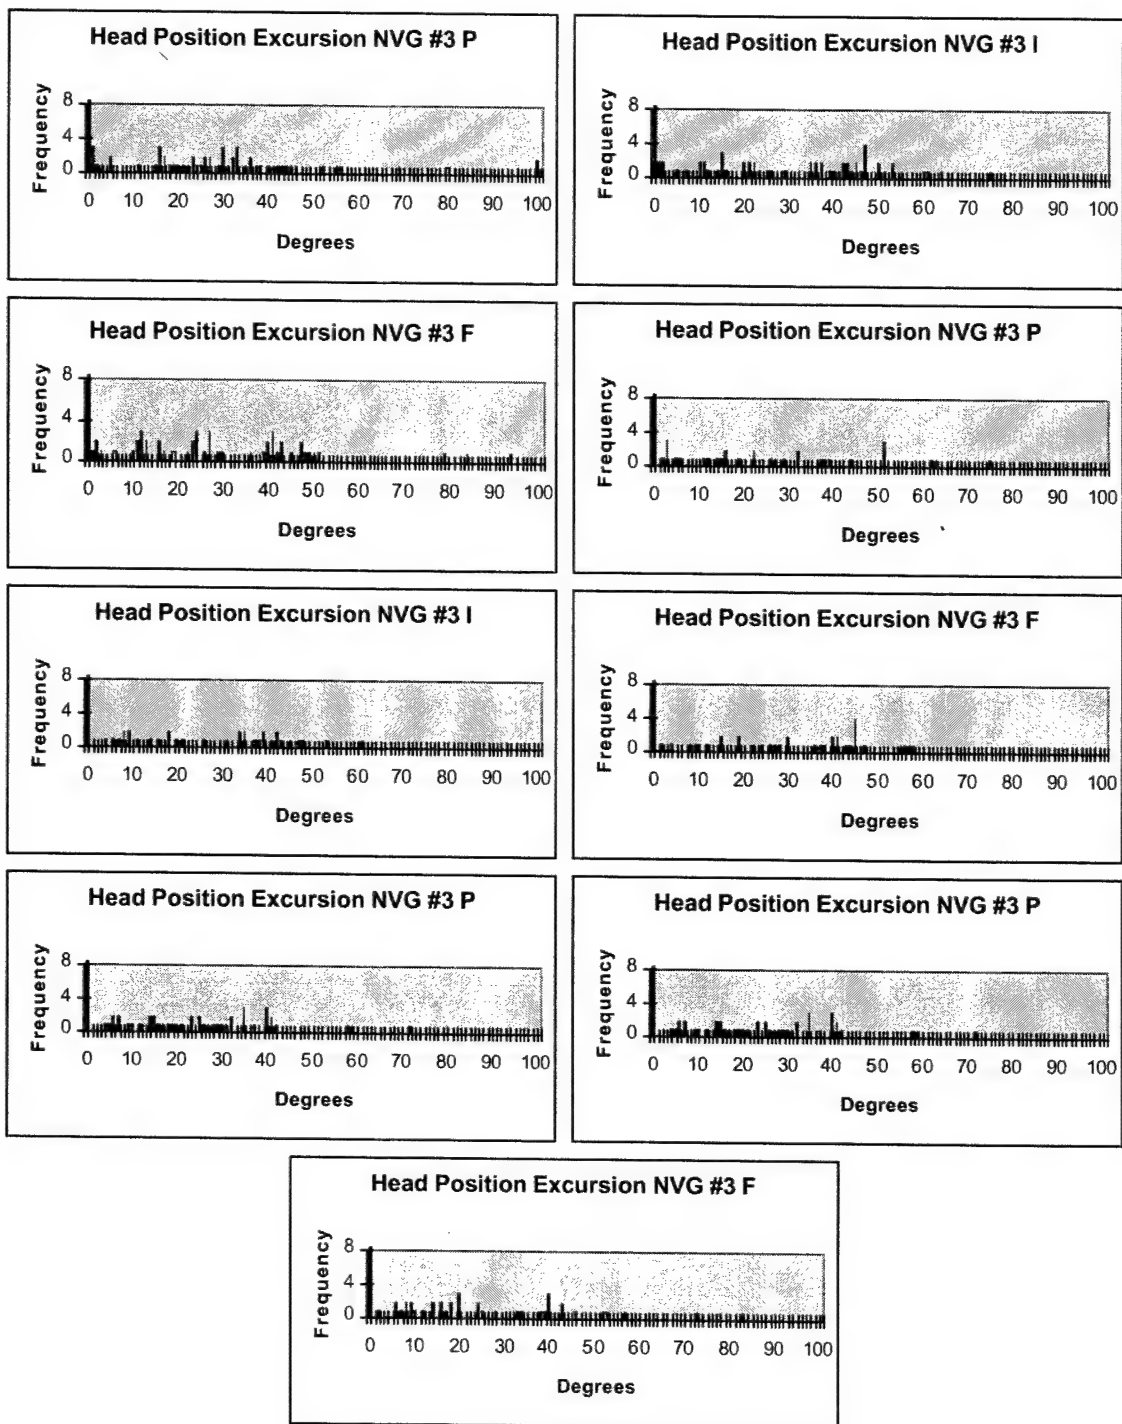 Head Position Excursion NVG #3 P
Frequency
8
4
0
0 10 20 30 40 50 60 70 80 90 100
Degrees
Head Position Excursion NVG #3 I
Frequency
8
4
0
0 10 20 30 40 50 60 70 80 90 100
Degrees
Head Position Excursion NVG #3 F
Frequency
8
4
0
0 10 20 30 40 50 60 70 80 90 100
Degrees
Head Position Excursion NVG #3 P
Frequency
8
4
0
0 10 20 30 40 50 60 70 80 90 100
Degrees
Head Position Excursion NVG #3 I
Frequency
8
4
0
0 10 20 30 40 50 60 70 80 90 100
Degrees
Head Position Excursion NVG #3 F
Frequency
8
4
0
0 10 20 30 40 50 60 70 80 90 100
Degrees
Head Position Excursion NVG #3 P
Frequency
8
4
0
0 10 20 30 40 50 60 70 80 90 100
Degrees
Head Position Excursion NVG #3 P
Frequency
8
4
0
0 10 20 30 40 50 60 70 80 90 100
Degrees
Head Position Excursion NVG #3 F
Frequency
8
4
0
0 10 20 30 40 50 60 70 80 90 100
Degrees